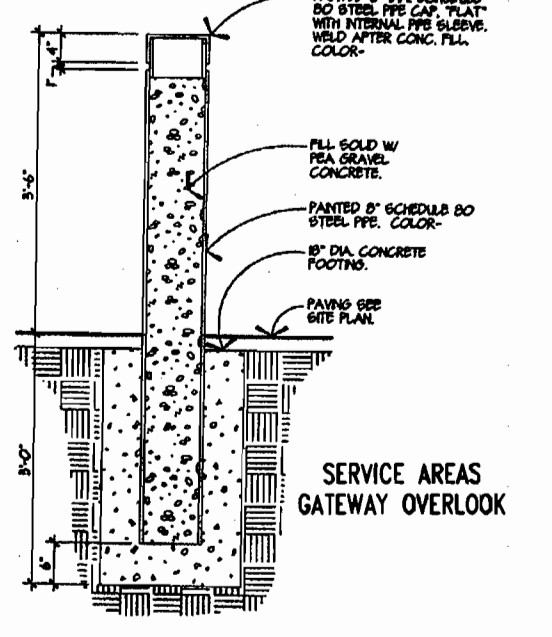 80 STEEL PIPE CAP, "FLAT"
WITH INTERNAL PIPE SLEEVE.
WELD AFTER CONC. FILL.
COLOR-
4"
1"
3'-6"
FILL SOLID W/
PEA GRAVEL
CONCRETE.
PAINTED 8" SCHEDULE 80
STEEL PIPE. COLOR-
18" DIA. CONCRETE
FOOTING.
PAVING SEE
SITE PLAN.
3'-0"
6"
SERVICE AREAS
GATEWAY OVERLOOK